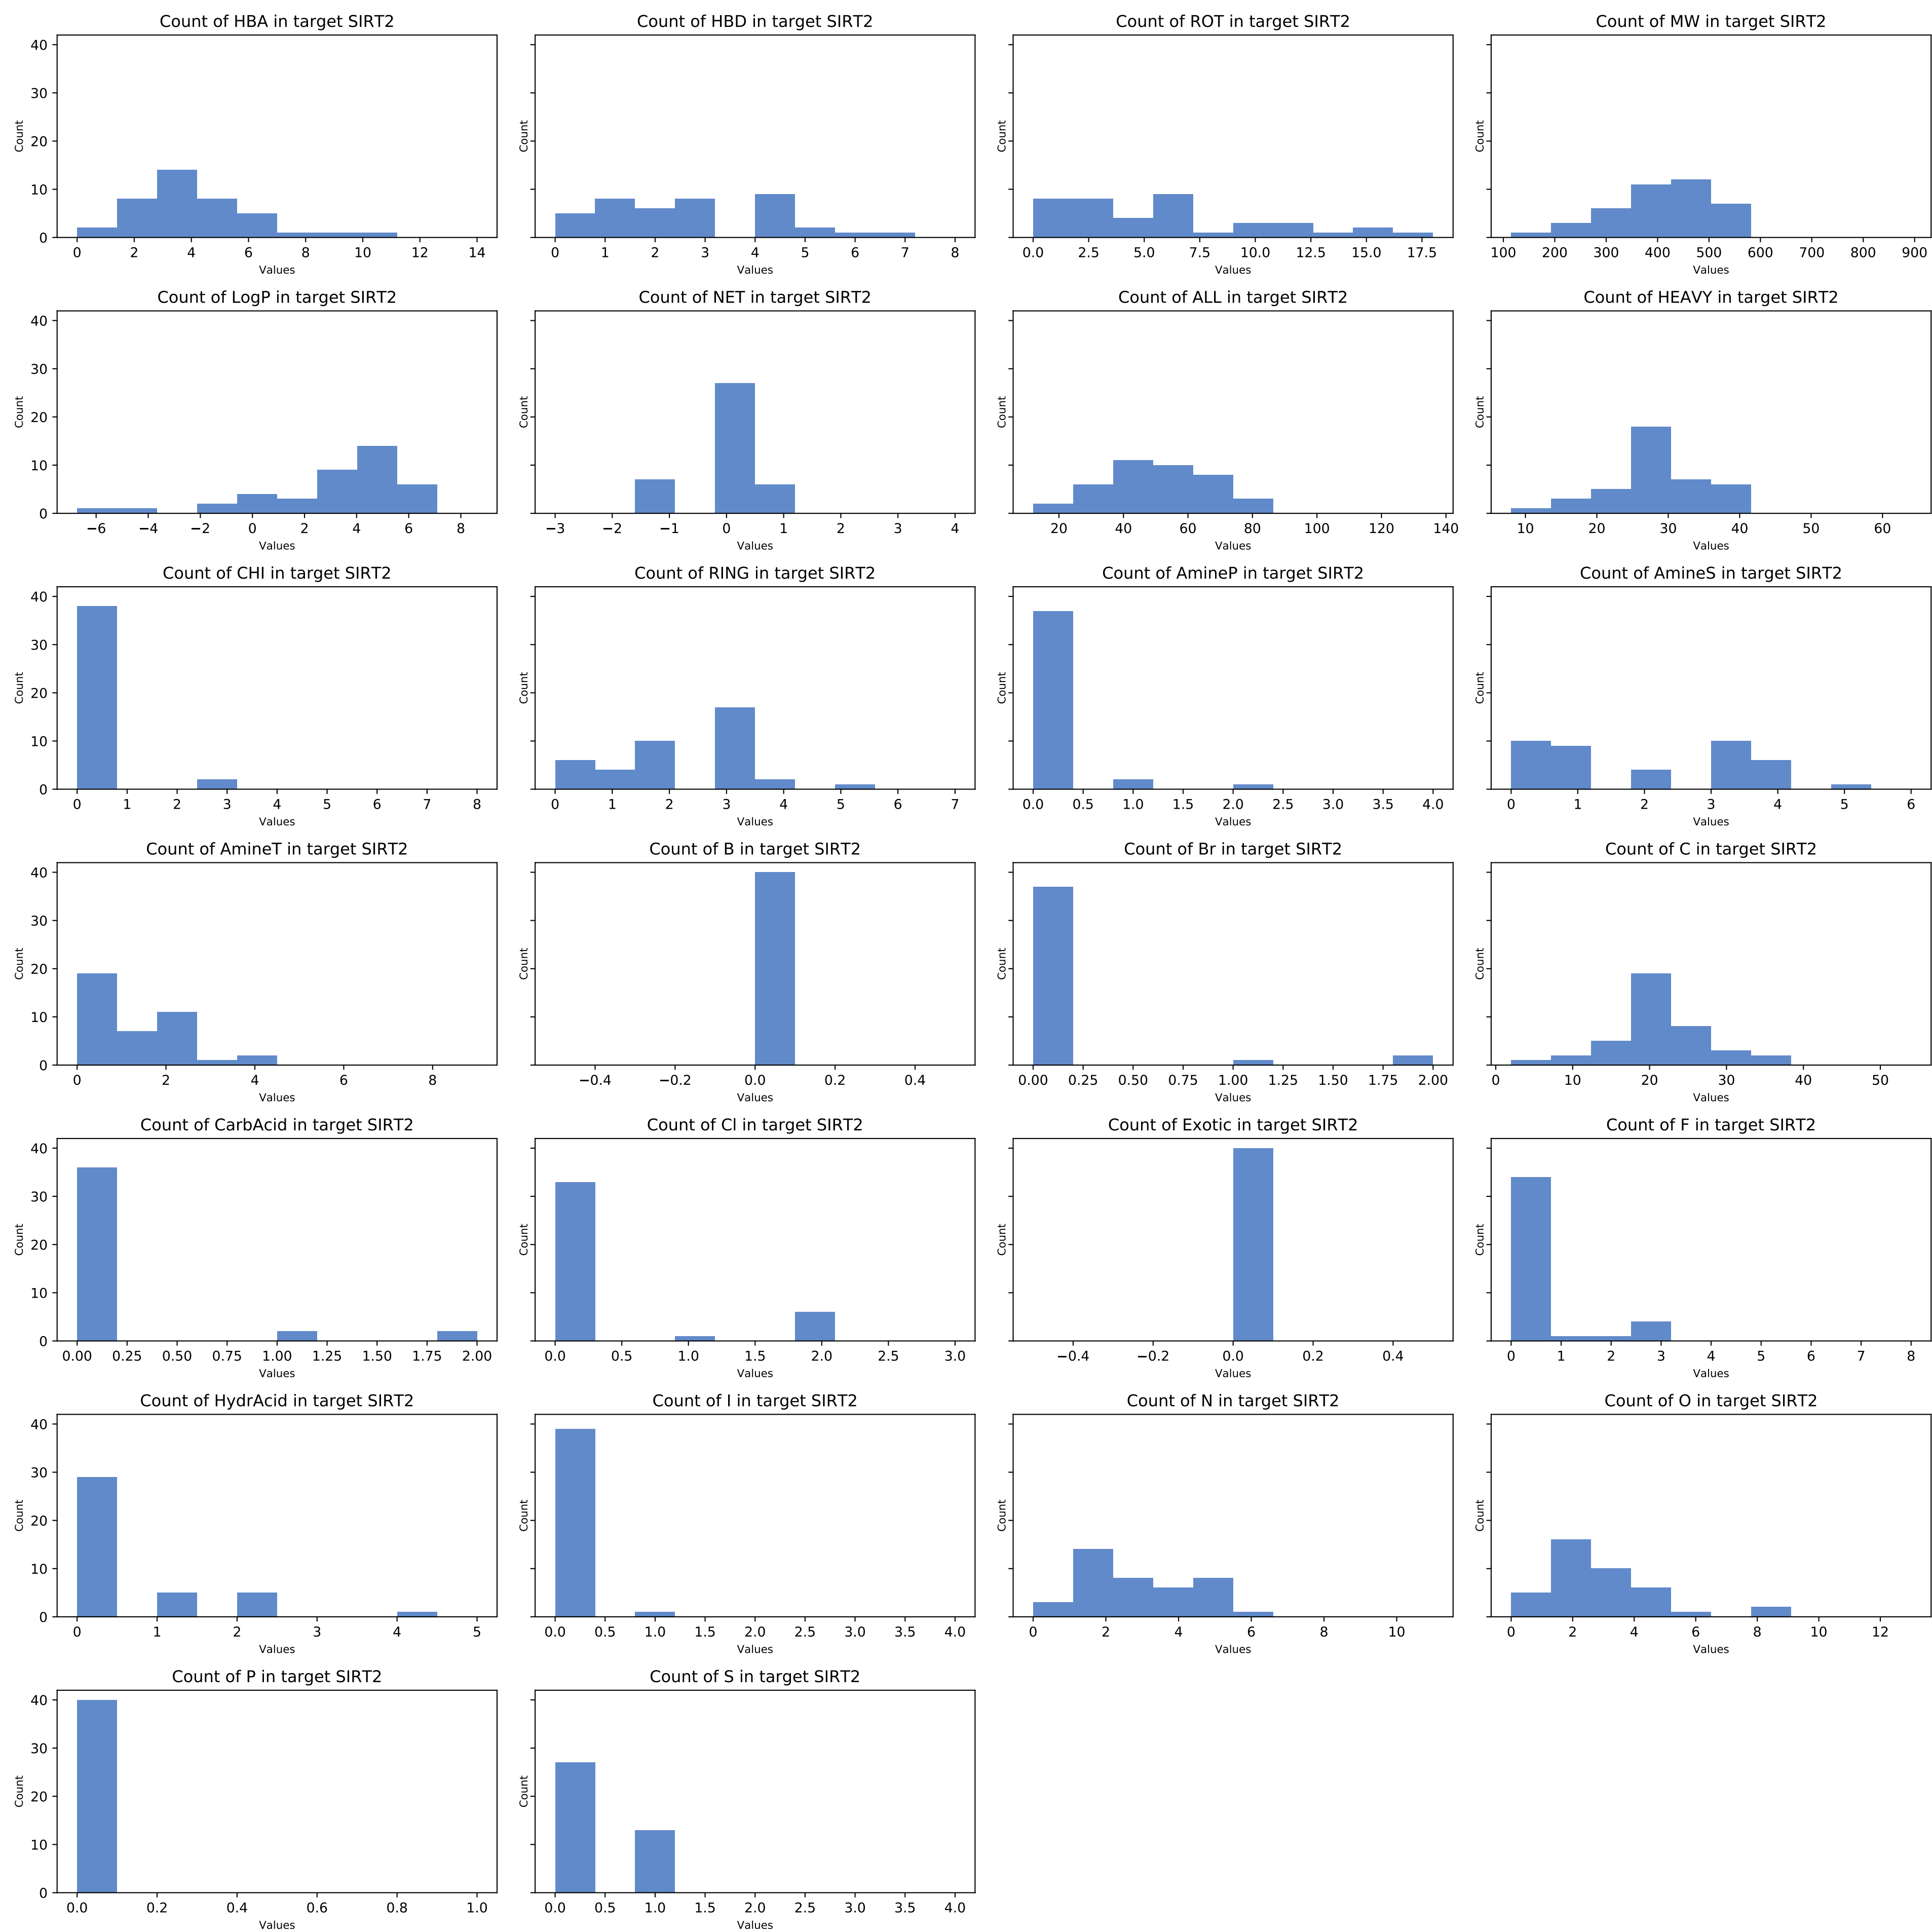 Count of HBA in target SIRT2
Count of HBD in target SIRT2
Count of ROT in target SIRT2
Count of MW in target SIRT2
40
30
20
10
0
Count
Count
Count
Count
0 2 4 6 8 10 12 14
0 1 2 3 4 5 6 7 8
0.0 2.5 5.0 7.5 10.0 12.5 15.0 17.5
100 200 300 400 500 600 700 800 900
Values
Values
Values
Values
Count of LogP in target SIRT2
Count of NET in target SIRT2
Count of ALL in target SIRT2
Count of HEAVY in target SIRT2
40
30
20
10
0
Count
Count
Count
Count
−6 −4 −2 0 2 4 6 8
−3 −2 −1 0 1 2 3 4
20 40 60 80 100 120 140
10 20 30 40 50 60
Values
Values
Values
Values
Count of CHI in target SIRT2
Count of RING in target SIRT2
Count of AmineP in target SIRT2
Count of AmineS in target SIRT2
40
30
20
10
0
Count
Count
Count
Count
0 1 2 3 4 5 6 7 8
0 1 2 3 4 5 6 7
0.0 0.5 1.0 1.5 2.0 2.5 3.0 3.5 4.0
0 1 2 3 4 5 6
Values
Values
Values
Values
Count of AmineT in target SIRT2
Count of B in target SIRT2
Count of Br in target SIRT2
Count of C in target SIRT2
40
30
20
10
0
Count
Count
Count
Count
0 2 4 6 8
−0.4 −0.2 0.0 0.2 0.4
0.00 0.25 0.50 0.75 1.00 1.25 1.50 1.75 2.00
0 10 20 30 40 50
Values
Values
Values
Values
Count of CarbAcid in target SIRT2
Count of Cl in target SIRT2
Count of Exotic in target SIRT2
Count of F in target SIRT2
40
30
20
10
0
Count
Count
Count
Count
0.00 0.25 0.50 0.75 1.00 1.25 1.50 1.75 2.00
0.0 0.5 1.0 1.5 2.0 2.5 3.0
−0.4 −0.2 0.0 0.2 0.4
0 1 2 3 4 5 6 7 8
Values
Values
Values
Values
Count of HydrAcid in target SIRT2
Count of I in target SIRT2
Count of N in target SIRT2
Count of O in target SIRT2
40
30
20
10
0
Count
Count
Count
Count
0 1 2 3 4 5
0.0 0.5 1.0 1.5 2.0 2.5 3.0 3.5 4.0
0 2 4 6 8 10
0 2 4 6 8 10 12
Values
Values
Values
Values
Count of P in target SIRT2
Count of S in target SIRT2
40
30
20
10
0
Count
Count
0.0 0.2 0.4 0.6 0.8 1.0
0.0 0.5 1.0 1.5 2.0 2.5 3.0 3.5 4.0
Values
Values